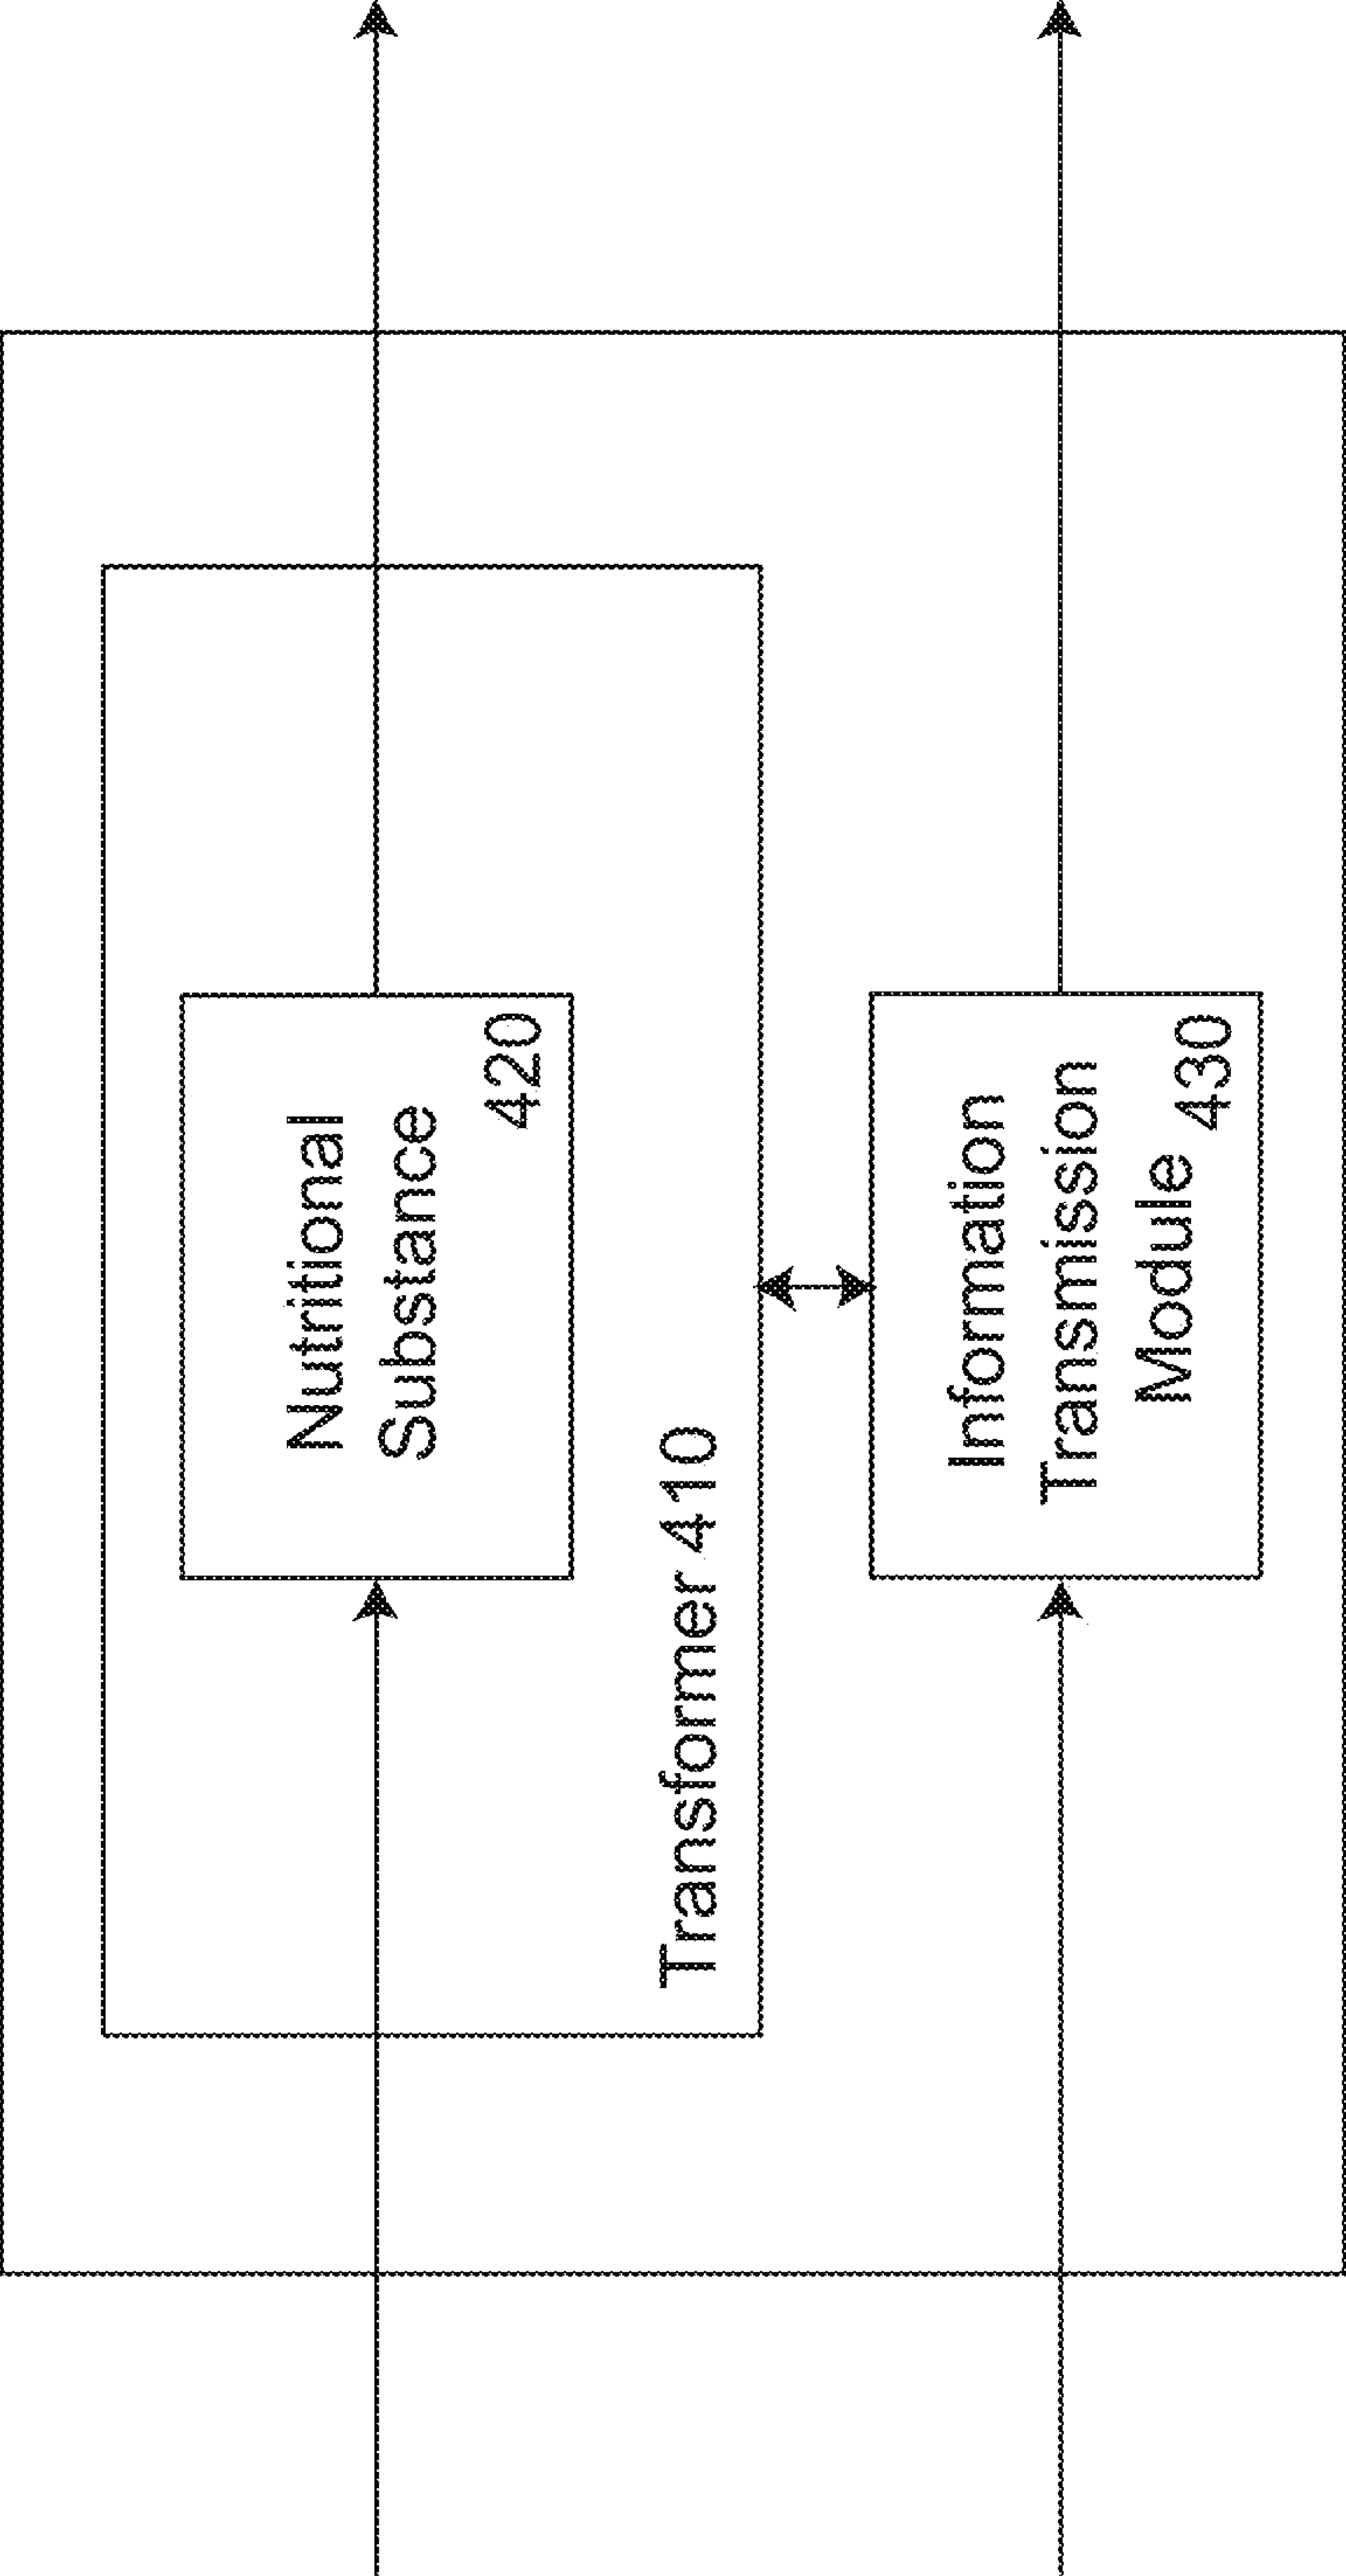 Nutritional
Substance
420
Transformer 410
Information
Transmission
Module 430